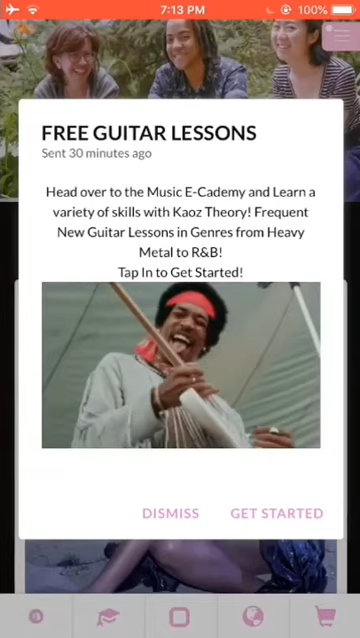 7:13 PM
100%
FREE GUITAR LESSONS
Sent 30 minutes ago
Head over to the Music E-Cademy and Learn a
variety of skills with Kaoz Theory! Frequent
New Guitar Lessons in Genres from Heavy
Metal to R&B!
Tap In to Get Started!
DISMISS
GET STARTED